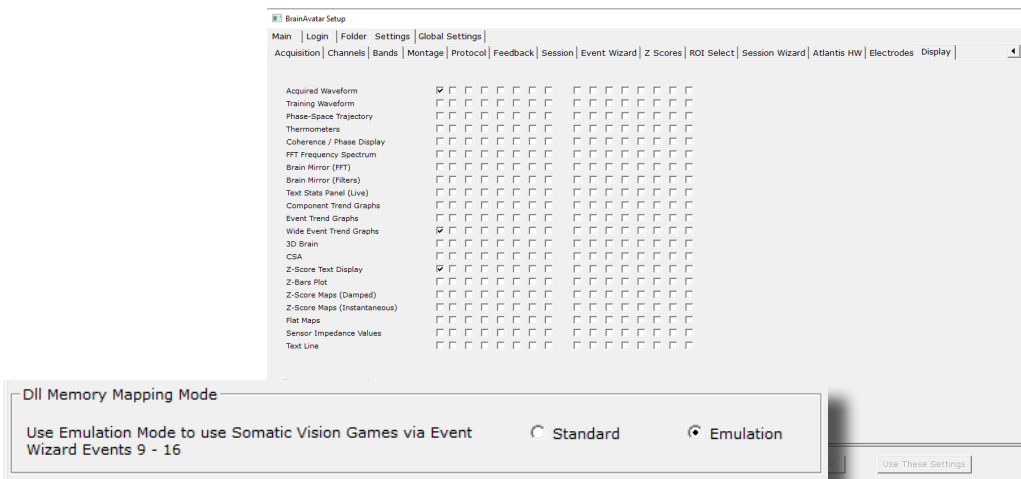 BrainAvatar Setup
Main Login Folder Settings Global Settings
Acquisition Channels Bands Montage Protocol Feedback Session Event Wizard Z Scores ROI Select Session Wizard Atlantis HW Electrodes Display
Acquired Waveform
Training Waveform
Phase-Space Trajectory
Thermometers
Coherence / Phase Display
FFT Frequency Spectrum
Brain Mirror (FFT)
Brain Mirror (Filters)
Text Stats Panel (Live)
Component Trend Graphs
Event Trend Graphs
Wide Event Trend Graphs
3D Brain
CSA
Z-Score Text Display
Z-Bars Plot
Z-Score Maps (Damped)
Z-Score Maps (Instantaneous)
Flat Maps
Sensor Impedance Values
Text Line
Dll Memory Mapping Mode
Use Emulation Mode to use Somatic Vision Games via Event
Wizard Events 9 - 16
Standard Emulation
Use These Settings